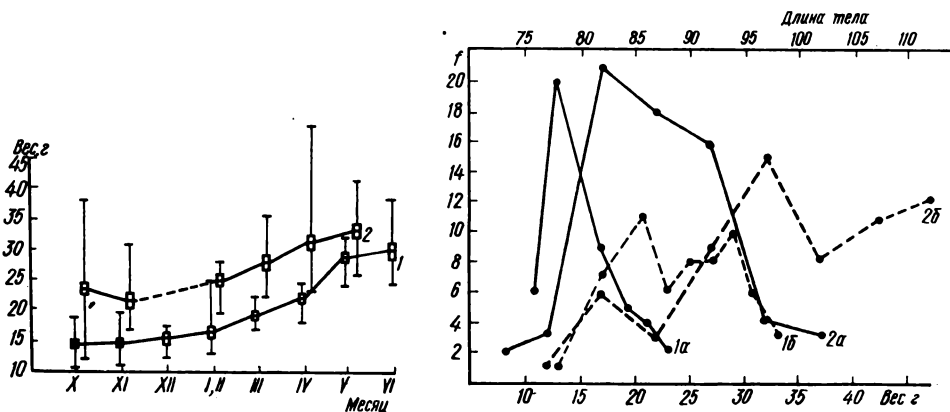 Вес, г
45
40
35
30
25
20
15
10
2
1
X XI XII I,II III IV V VI
Месяц
Длина тела
75 80 85 90 95 100 105 110
f
20
18
16
14
12
10
8
6
4
2
2б
1а
1б
2а
10 15 20 25 30 35 40 Вес г